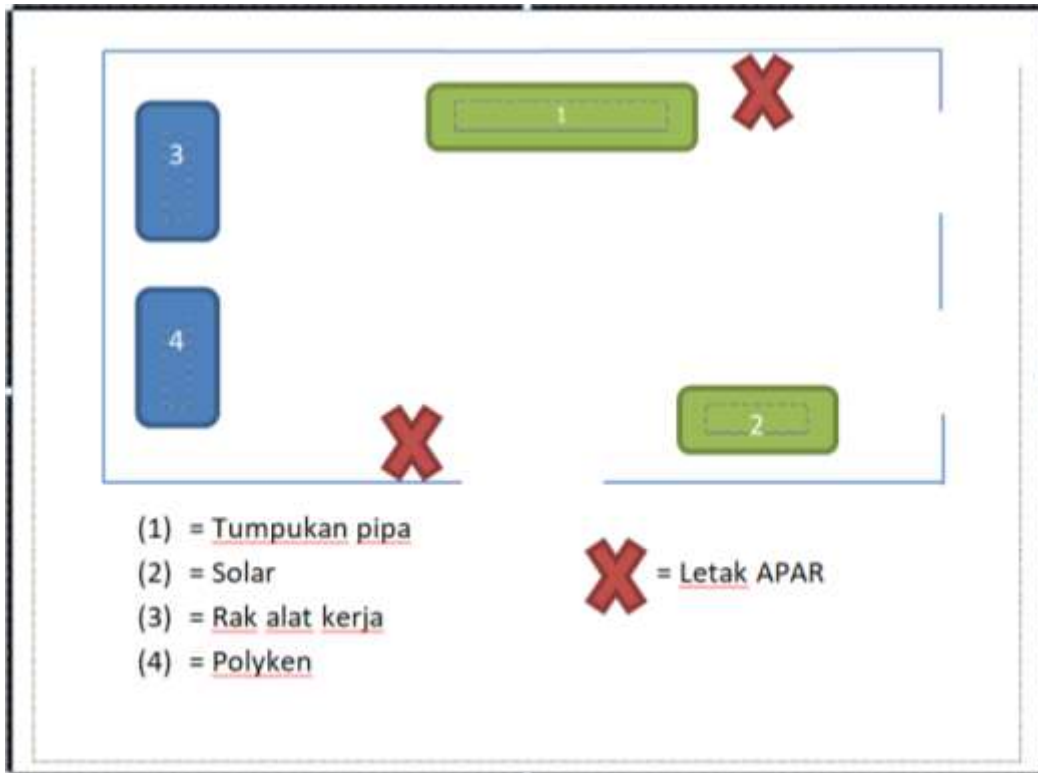 1
3
4
2
(1) = Tumpukan pipa
(2) = Solar
(3) = Rak alat kerja
(4) = Polyken
= Letak APAR